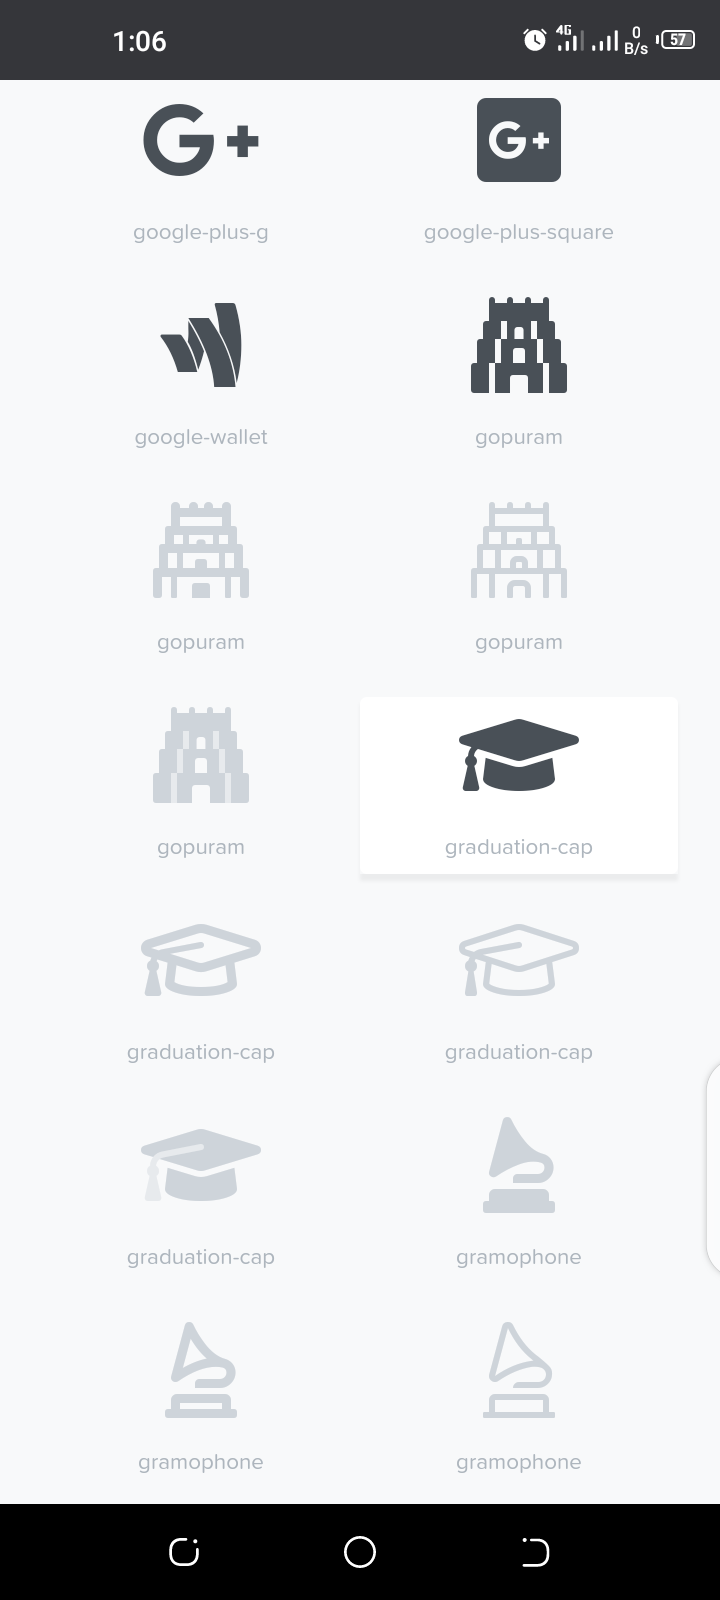 1:06
4G
0
B/s
57
G+
G+
google-plus-g
google-plus-square
google-wallet
gopuram
gopuram
gopuram
gopuram
graduation-cap
graduation-cap
graduation-cap
graduation-cap
gramophone
gramophone
gramophone